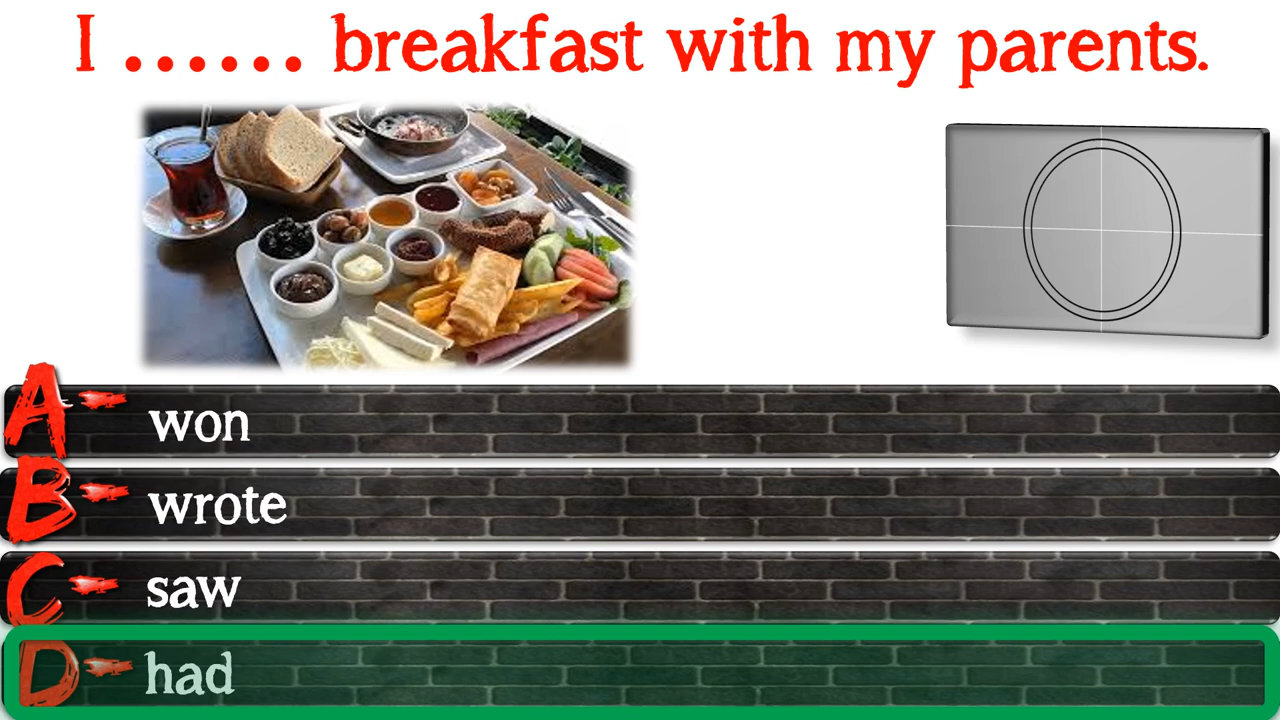 I ...... breakfast with my parents.
A- won
B- wrote
C- saw
D- had